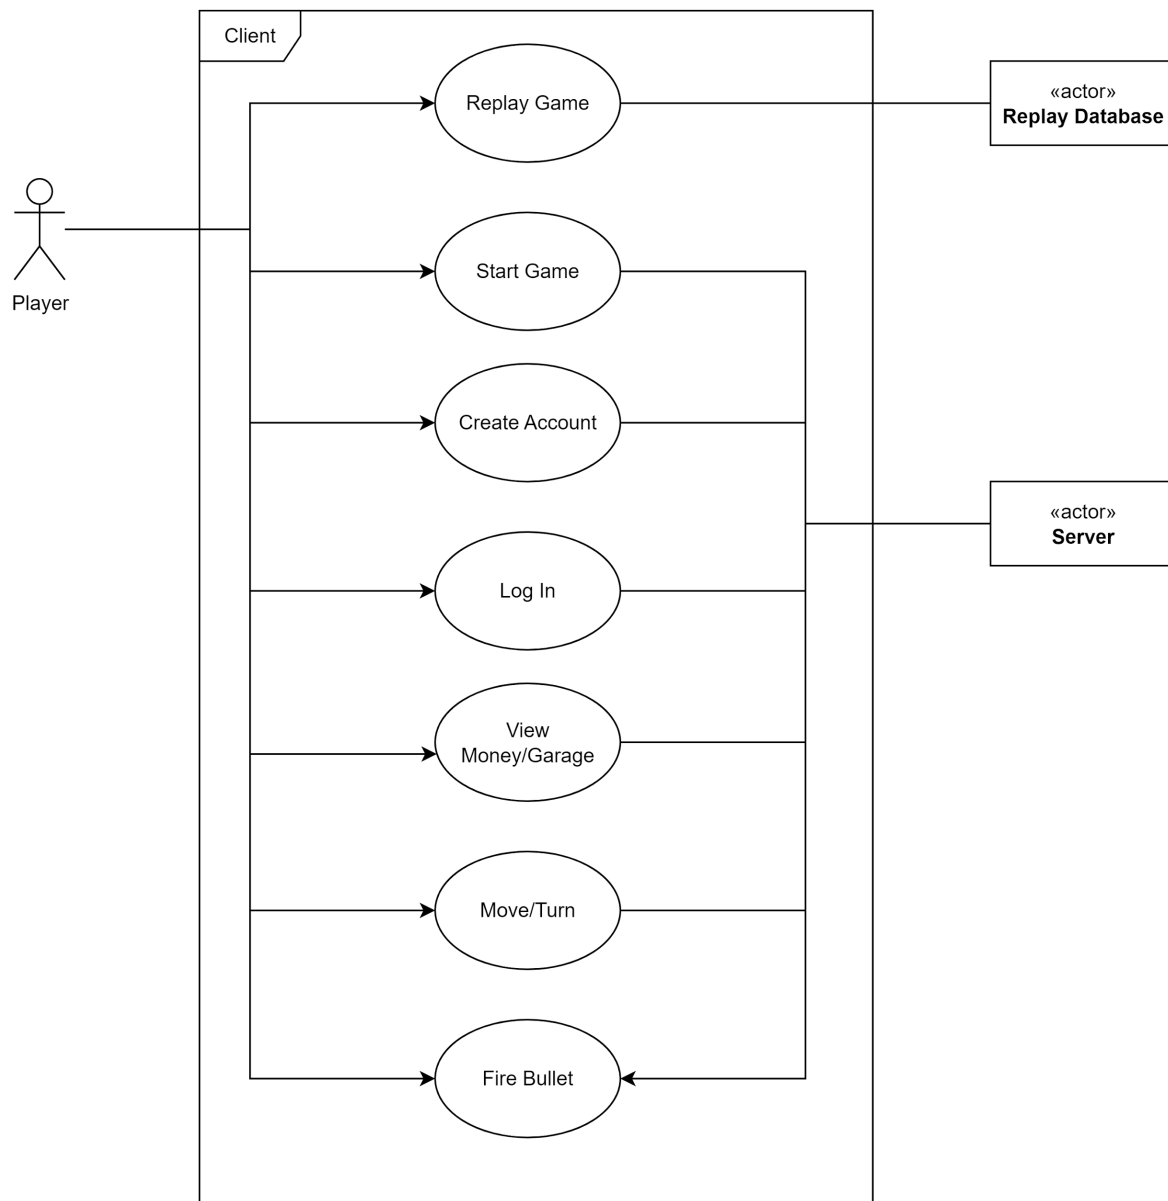 Client
Replay Game
«actor»
Replay Database
Player
Start Game
Create Account
«actor»
Server
Log In
View
Money/Garage
Move/Turn
Fire Bullet